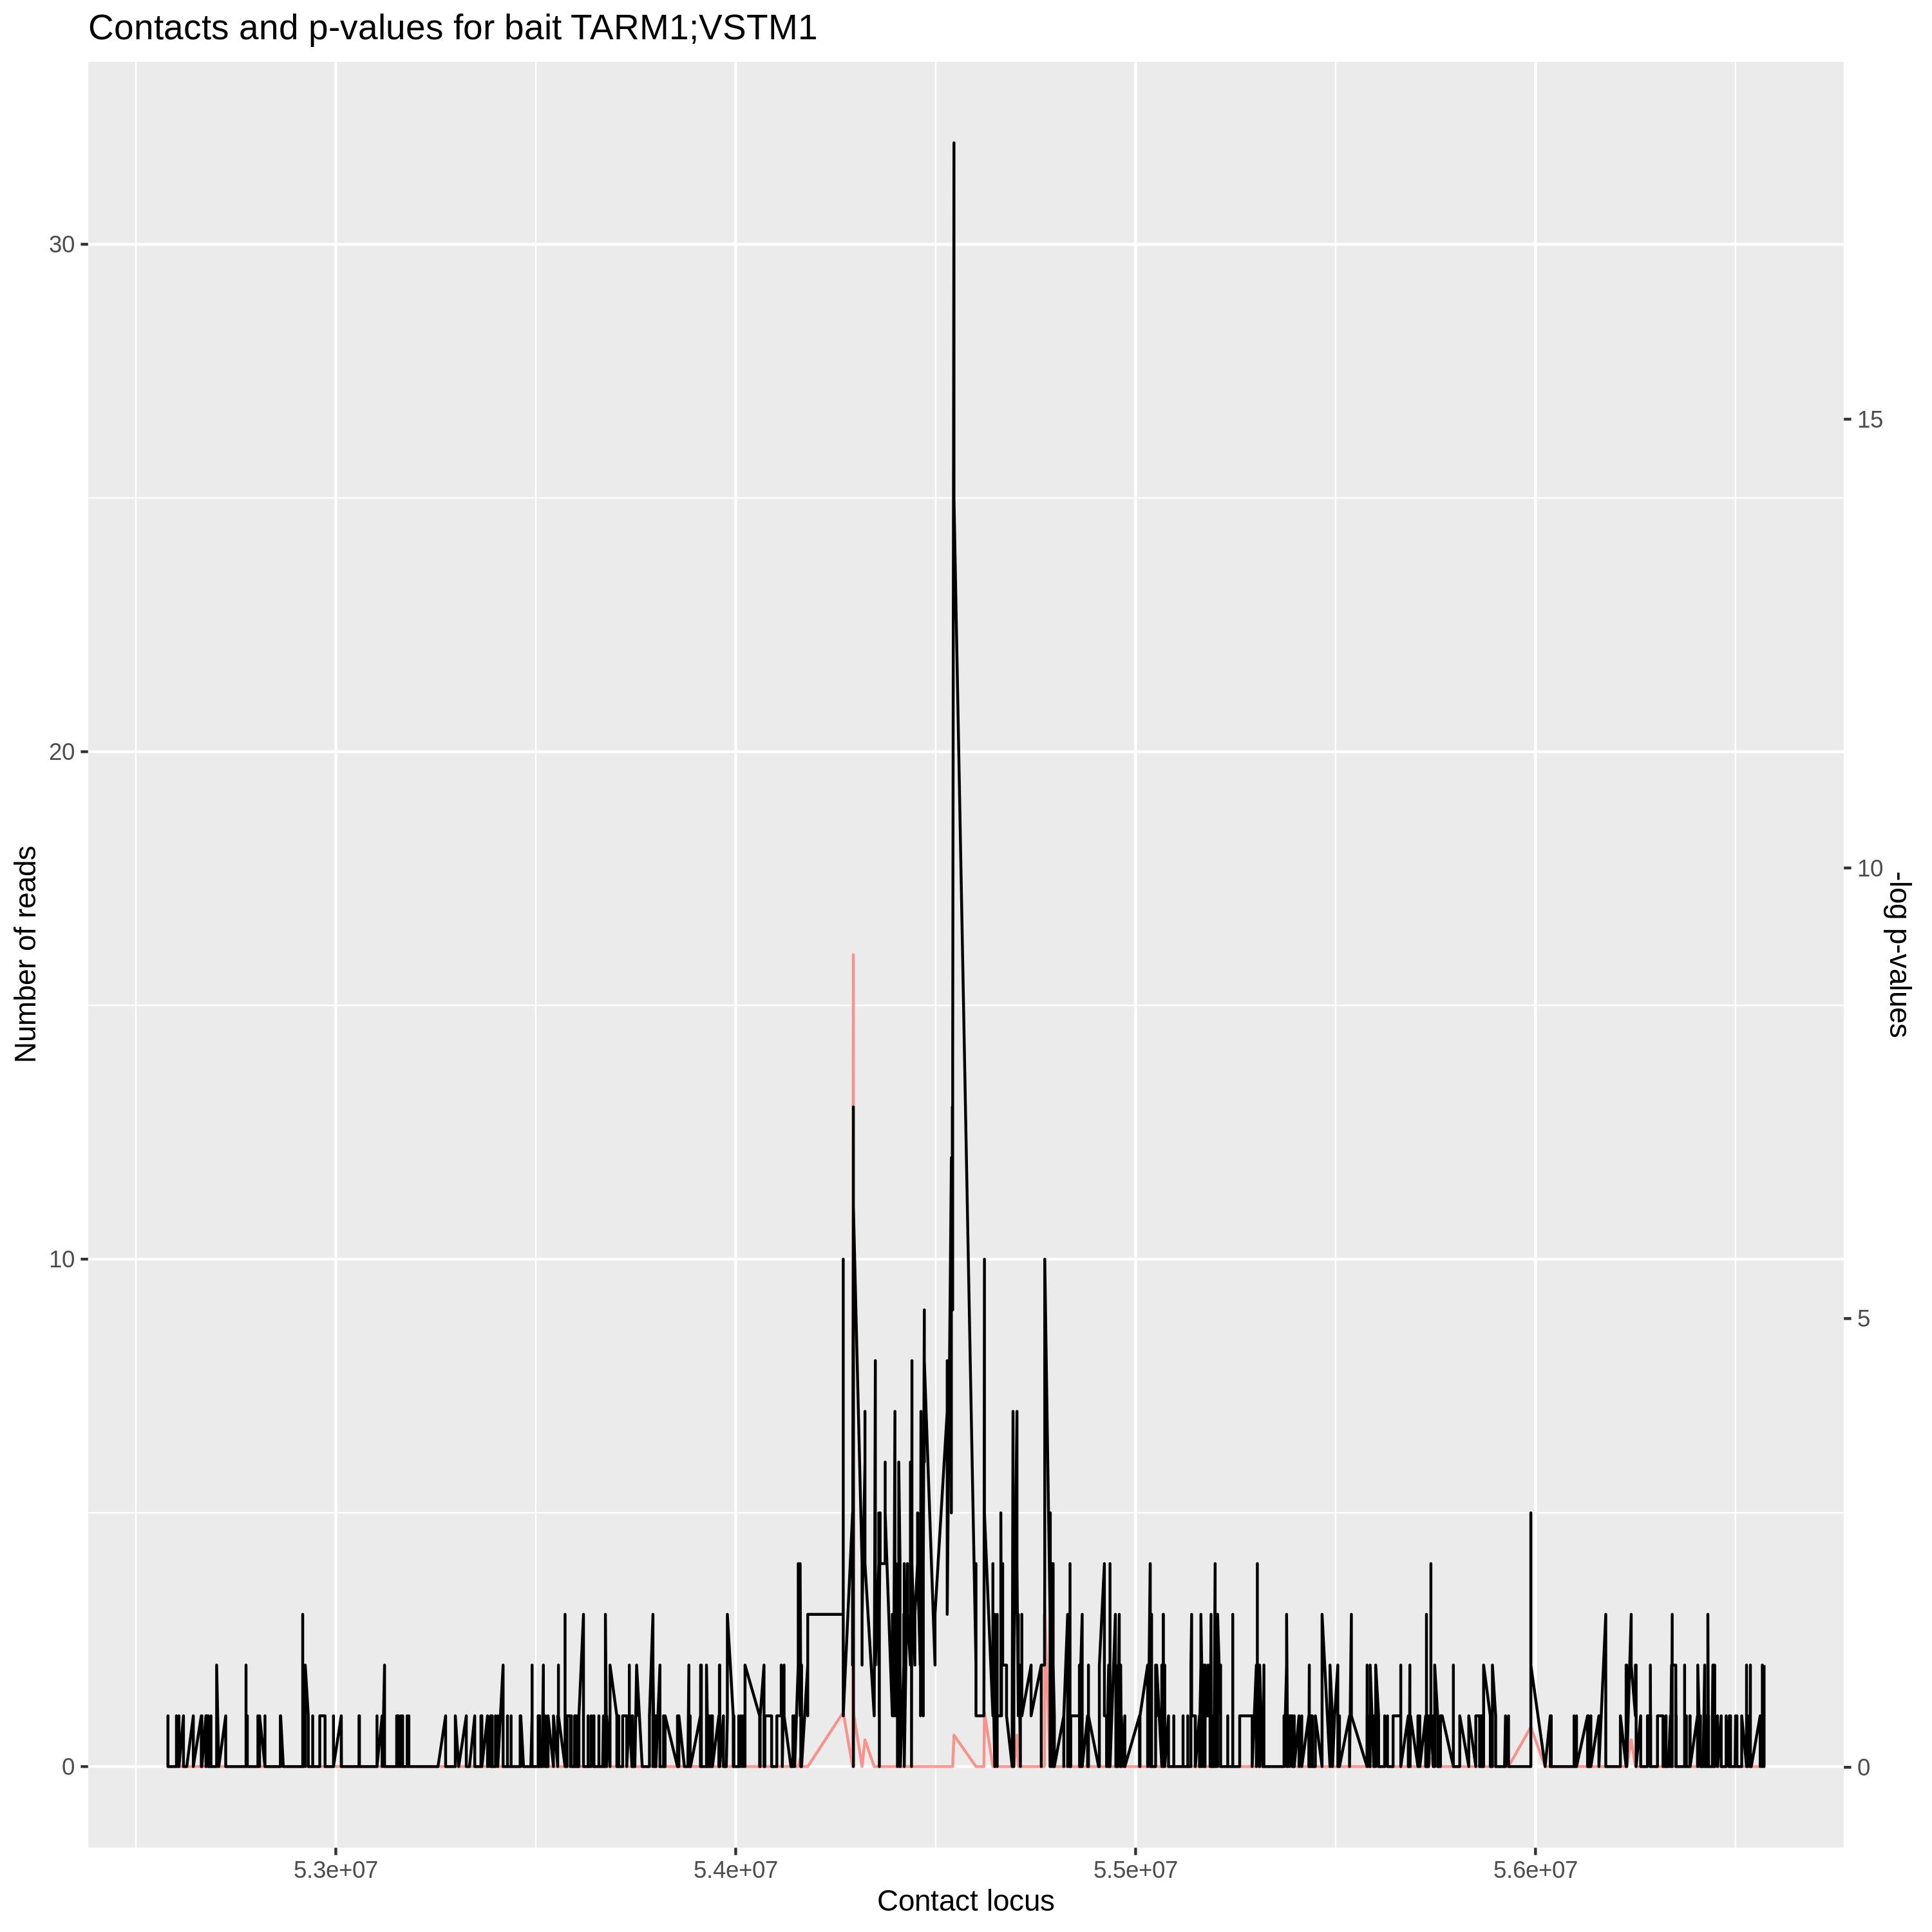 Contacts and p-values for bait TARM1;VSTM1
30
20
10
0
Number of reads
15
10
5
0
-log p-values
5.3e+07
5.4e+07
5.5e+07
5.6e+07
Contact locus